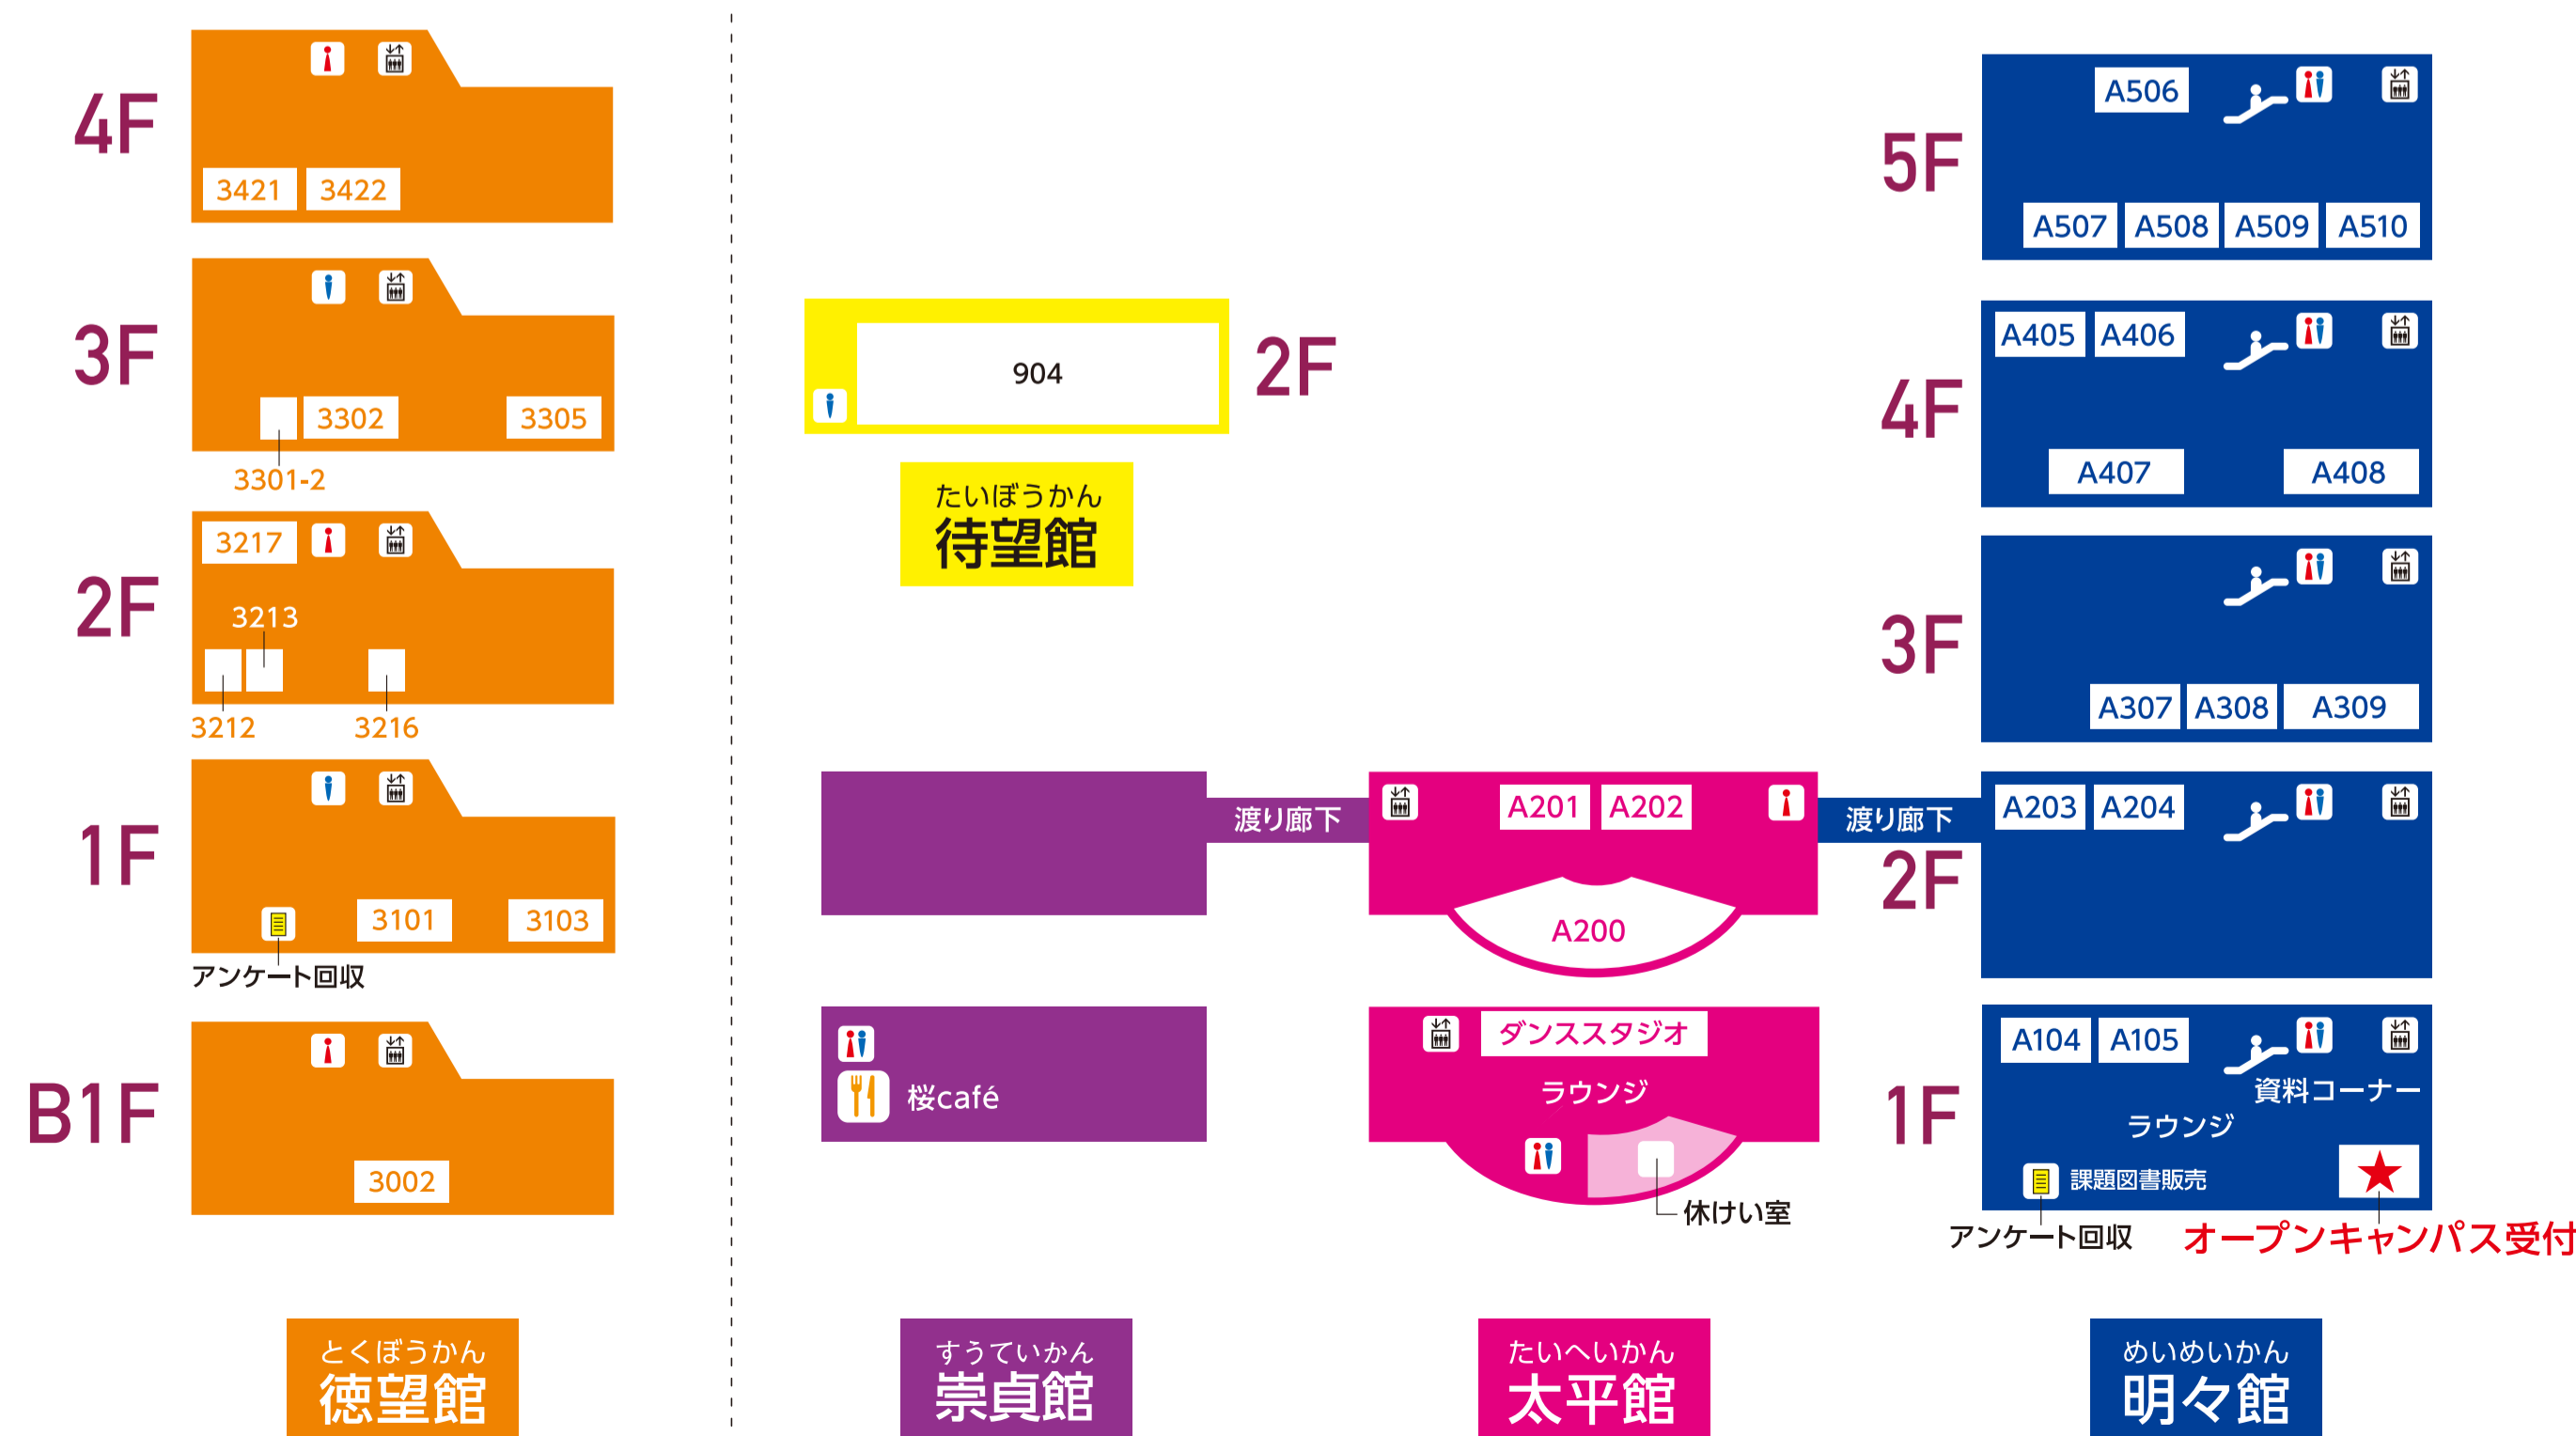 4F
3421
3422
3F
3302
3305
3301-2
2F
3217
3213
3212
3216
1F
3101
3103
アンケート回収
B1F
3002
とくぼうかん
徳望館
904
2F
たいぼうかん
待望館
渡り廊下
桜café
すうていかん
崇貞館
A201
A202
A200
ダンススタジオ
ラウンジ
休けい室
たいへいかん
太平館
渡り廊下
5F
A506
A507
A508
A509
A510
4F
A405
A406
A407
A408
3F
A307
A308
A309
2F
A203
A204
1F
A104
A105
資料コーナー
ラウンジ
課題図書販売
アンケート回収
オープンキャンパス受付
めいめいかん
明々館